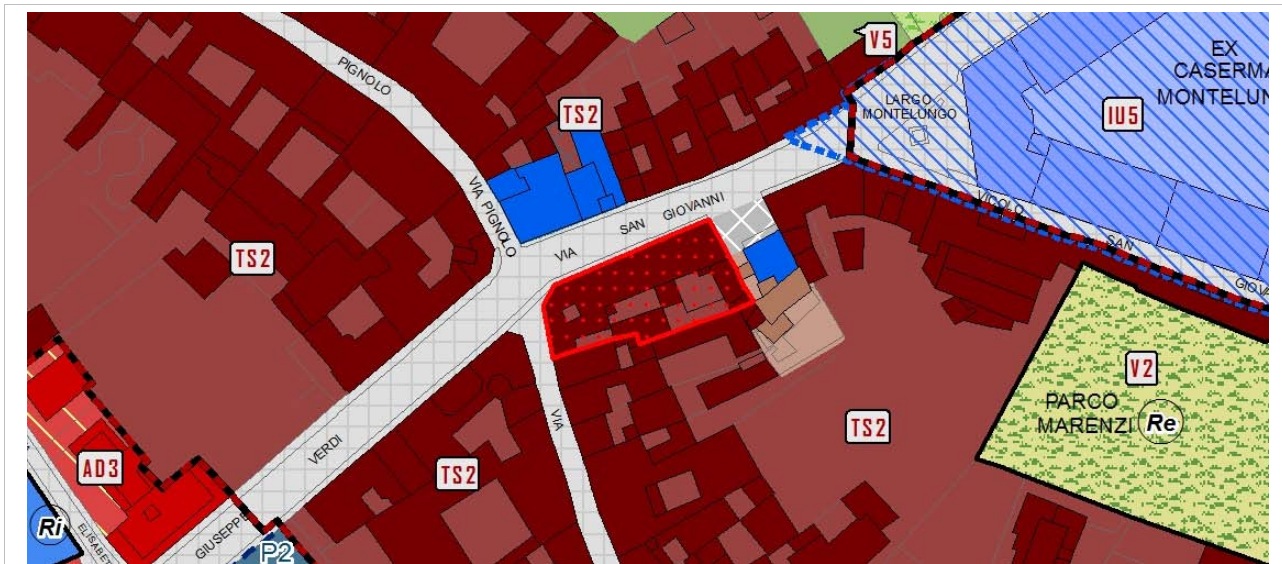 V5
EX
CASERMA
MONTELUN
PIGNOLO
TS2
LARGO
MONTELUNGO
IU5
VIA PIGNOLO
VIA SAN GIOVANNI
VICOLO SAN GIOVA
TS2
V2
PARCO
MARENZI
Re
TS2
VIA
VERDI
AD3
TS2
Ri
ELISABET
GIUSEPPE
P2